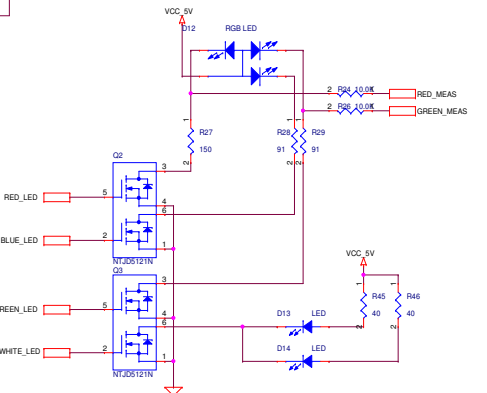 VCC_5V
D12 RGB LED
2 R24 10.0K RED_MEAS
2 R26 10.0K GREEN_MEAS
1 1 1
R27 R28 R29
150 91 91
2 2 2
Q2
3
RED_LED 5
4
6
BLUE_LED 2
1
NTJD5121N
VCC_5V
Q3
3
1 1
R45 R46
REEN_LED 5
40 40
4
6
D13 LED
2 2
WHITE_LED 2
D14 LED
1
NTJD5121N